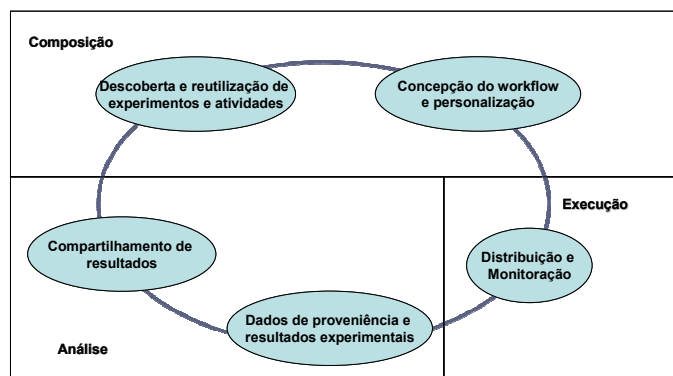 Composição
Descoberta e reutilização de
experimentos e atividades
Concepção do workflow
e personalização
Execução
Compartilhamento de
resultados
Distribuição e
Monitoração
Dados de proveniência e
resultados experimentais
Análise